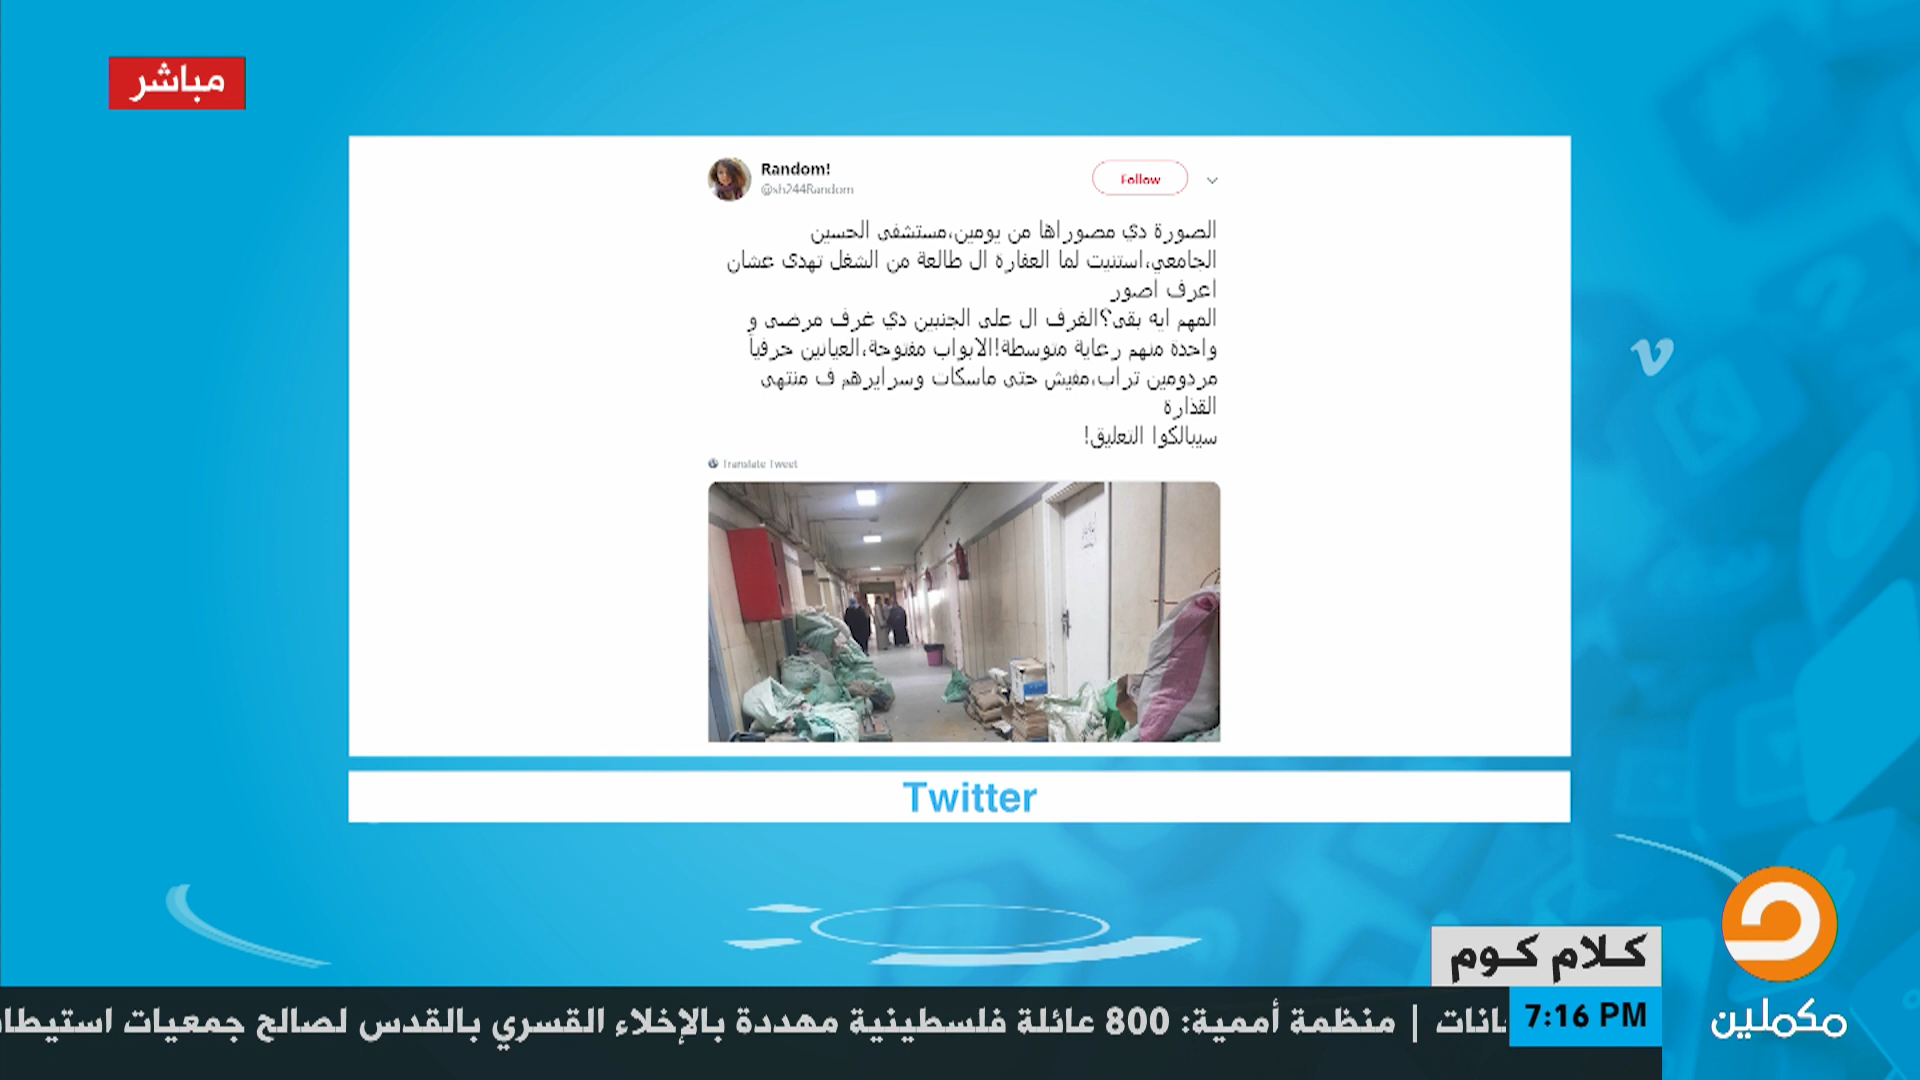 مباشر
Random!
@sh244Random
Follow
الصورة دي مصوراها من يومين،مستشفى الحسين
الجامعي،استنيت لما العفارة ال طالعة من الشغل تهدى عشان
اعرف اصور
المهم ايه بقى؟الغرف ال على الجنبين دي غرف مرضى و
واحدة منهم رعاية متوسطة!الابواب مفتوحة،العيانين حرفياً
مردومين تراب،مفيش حتى ماسكات وسرايرهم ف منتهى
القذارة
سيبالكوا التعليق!
Translate Tweet
Twitter
كلام كوم
7:16 PM
انات | منظمة أممية: 800 عائلة فلسطينية مهددة بالإخلاء القسري بالقدس لصالح جمعيات استيطا
مكملين